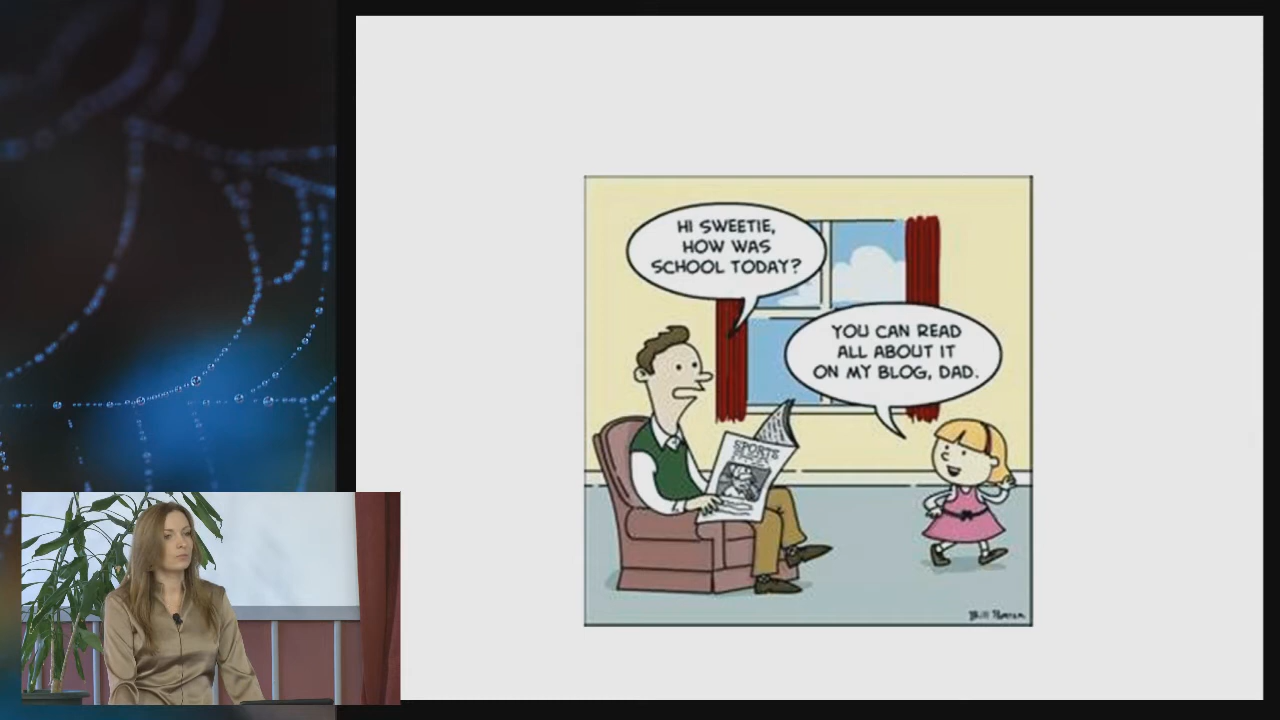 HI SWEETIE,
HOW WAS
SCHOOL TODAY?
YOU CAN READ
ALL ABOUT IT
ON MY BLOG, DAD.
SPORTS